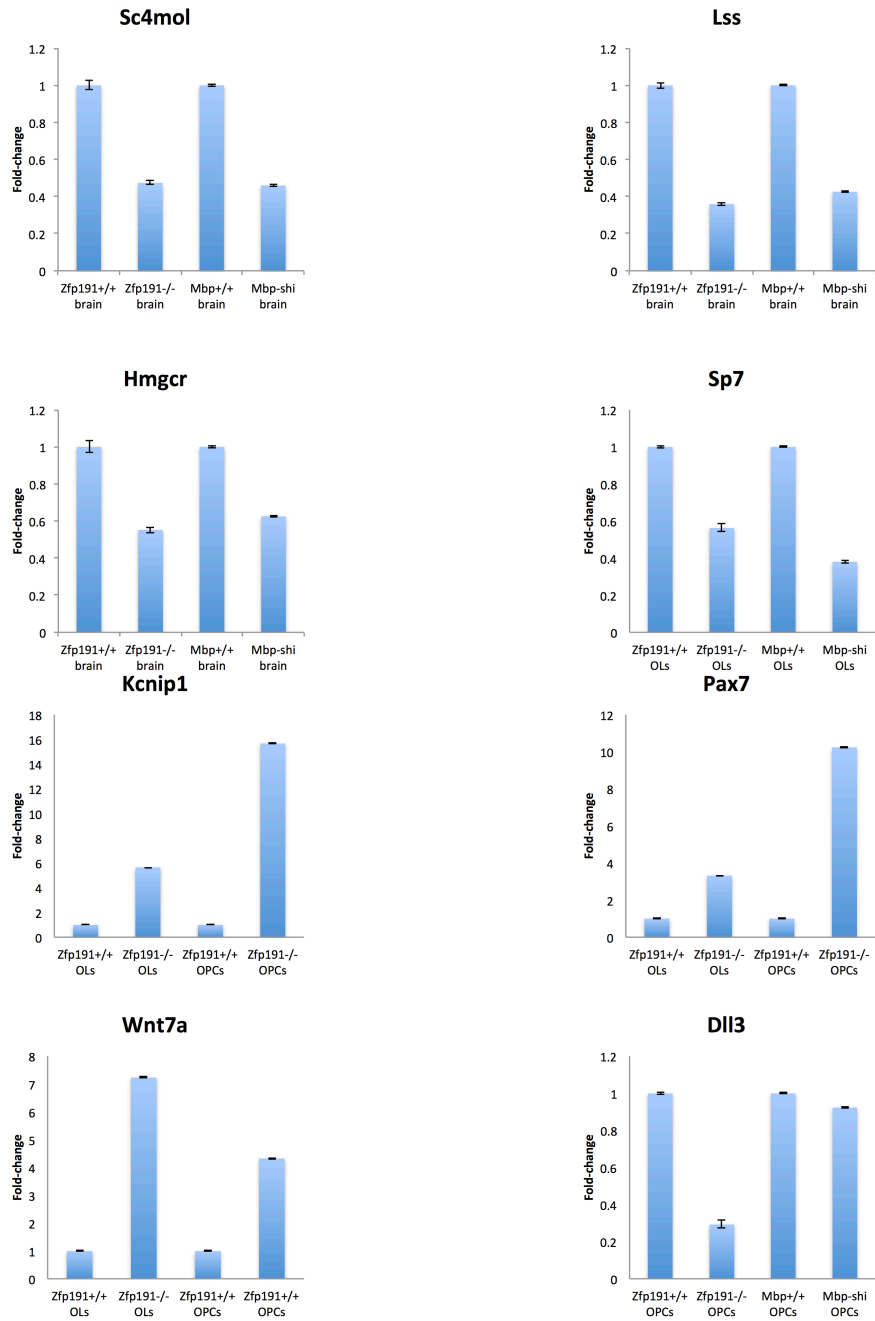 Sc4mol
Fold-change
1.2
1
0.8
0.6
0.4
0.2
0
Zfp191+/+ Zfp191-/- Mbp+/+ Mbp-shi
brain brain brain brain
Lss
Fold-change
1.2
1
0.8
0.6
0.4
0.2
0
Zfp191+/+ Zfp191-/- Mbp+/+ Mbp-shi
brain brain brain brain
Hmgcr
Fold-change
1.2
1
0.8
0.6
0.4
0.2
0
Zfp191+/+ Zfp191-/- Mbp+/+ Mbp-shi
brain brain brain brain
Sp7
Fold-change
1.2
1
0.8
0.6
0.4
0.2
0
Zfp191+/+ Zfp191-/- Mbp+/+ Mbp-shi OLs
OLs OLs OLs
Kcnip1
Fold-change
18
16
14
12
10
8
6
4
2
0
Zfp191+/+ Zfp191-/- Zfp191+/+ Zfp191-/-
OLs OLs OPCs OPCs
Pax7
Fold-change
12
10
8
6
4
2
0
Zfp191+/+ Zfp191-/- Zfp191+/+ Zfp191-/-
OLs OLs OPCs OPCs
Wnt7a
Fold-change
8
7
6
5
4
3
2
1
0
Zfp191+/+ Zfp191-/- Zfp191+/+ Zfp191+/+
OLs OLs OPCs OPCs
Dll3
Fold-change
1.2
1
0.8
0.6
0.4
0.2
0
Zfp191+/+ Zfp191-/- Mbp+/+ Mbp-shi
OPCs OPCs OPCs OPCs